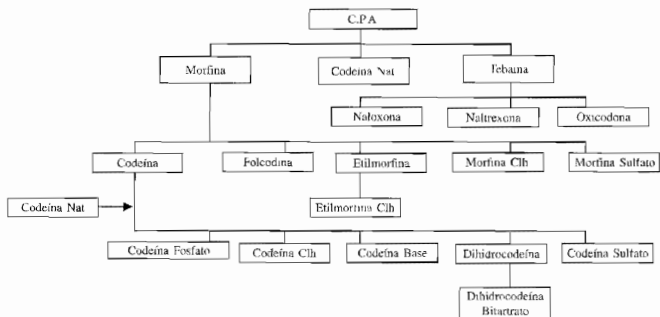 C.P.A
Morfina
Codeína Nat
Tebaina
Naloxona
Naltrexona
Oxicodona
Codeína
Folcodina
Etilmorfina
Morfina Clh
Morfina Sulfato
Codeína Nat
Etilmorfina Clh
Codeína Fosfato
Codeína Clh
Codeína Base
Dihidrocodeína
Codeína Sulfato
Dihidrocodeína
Bitartrato